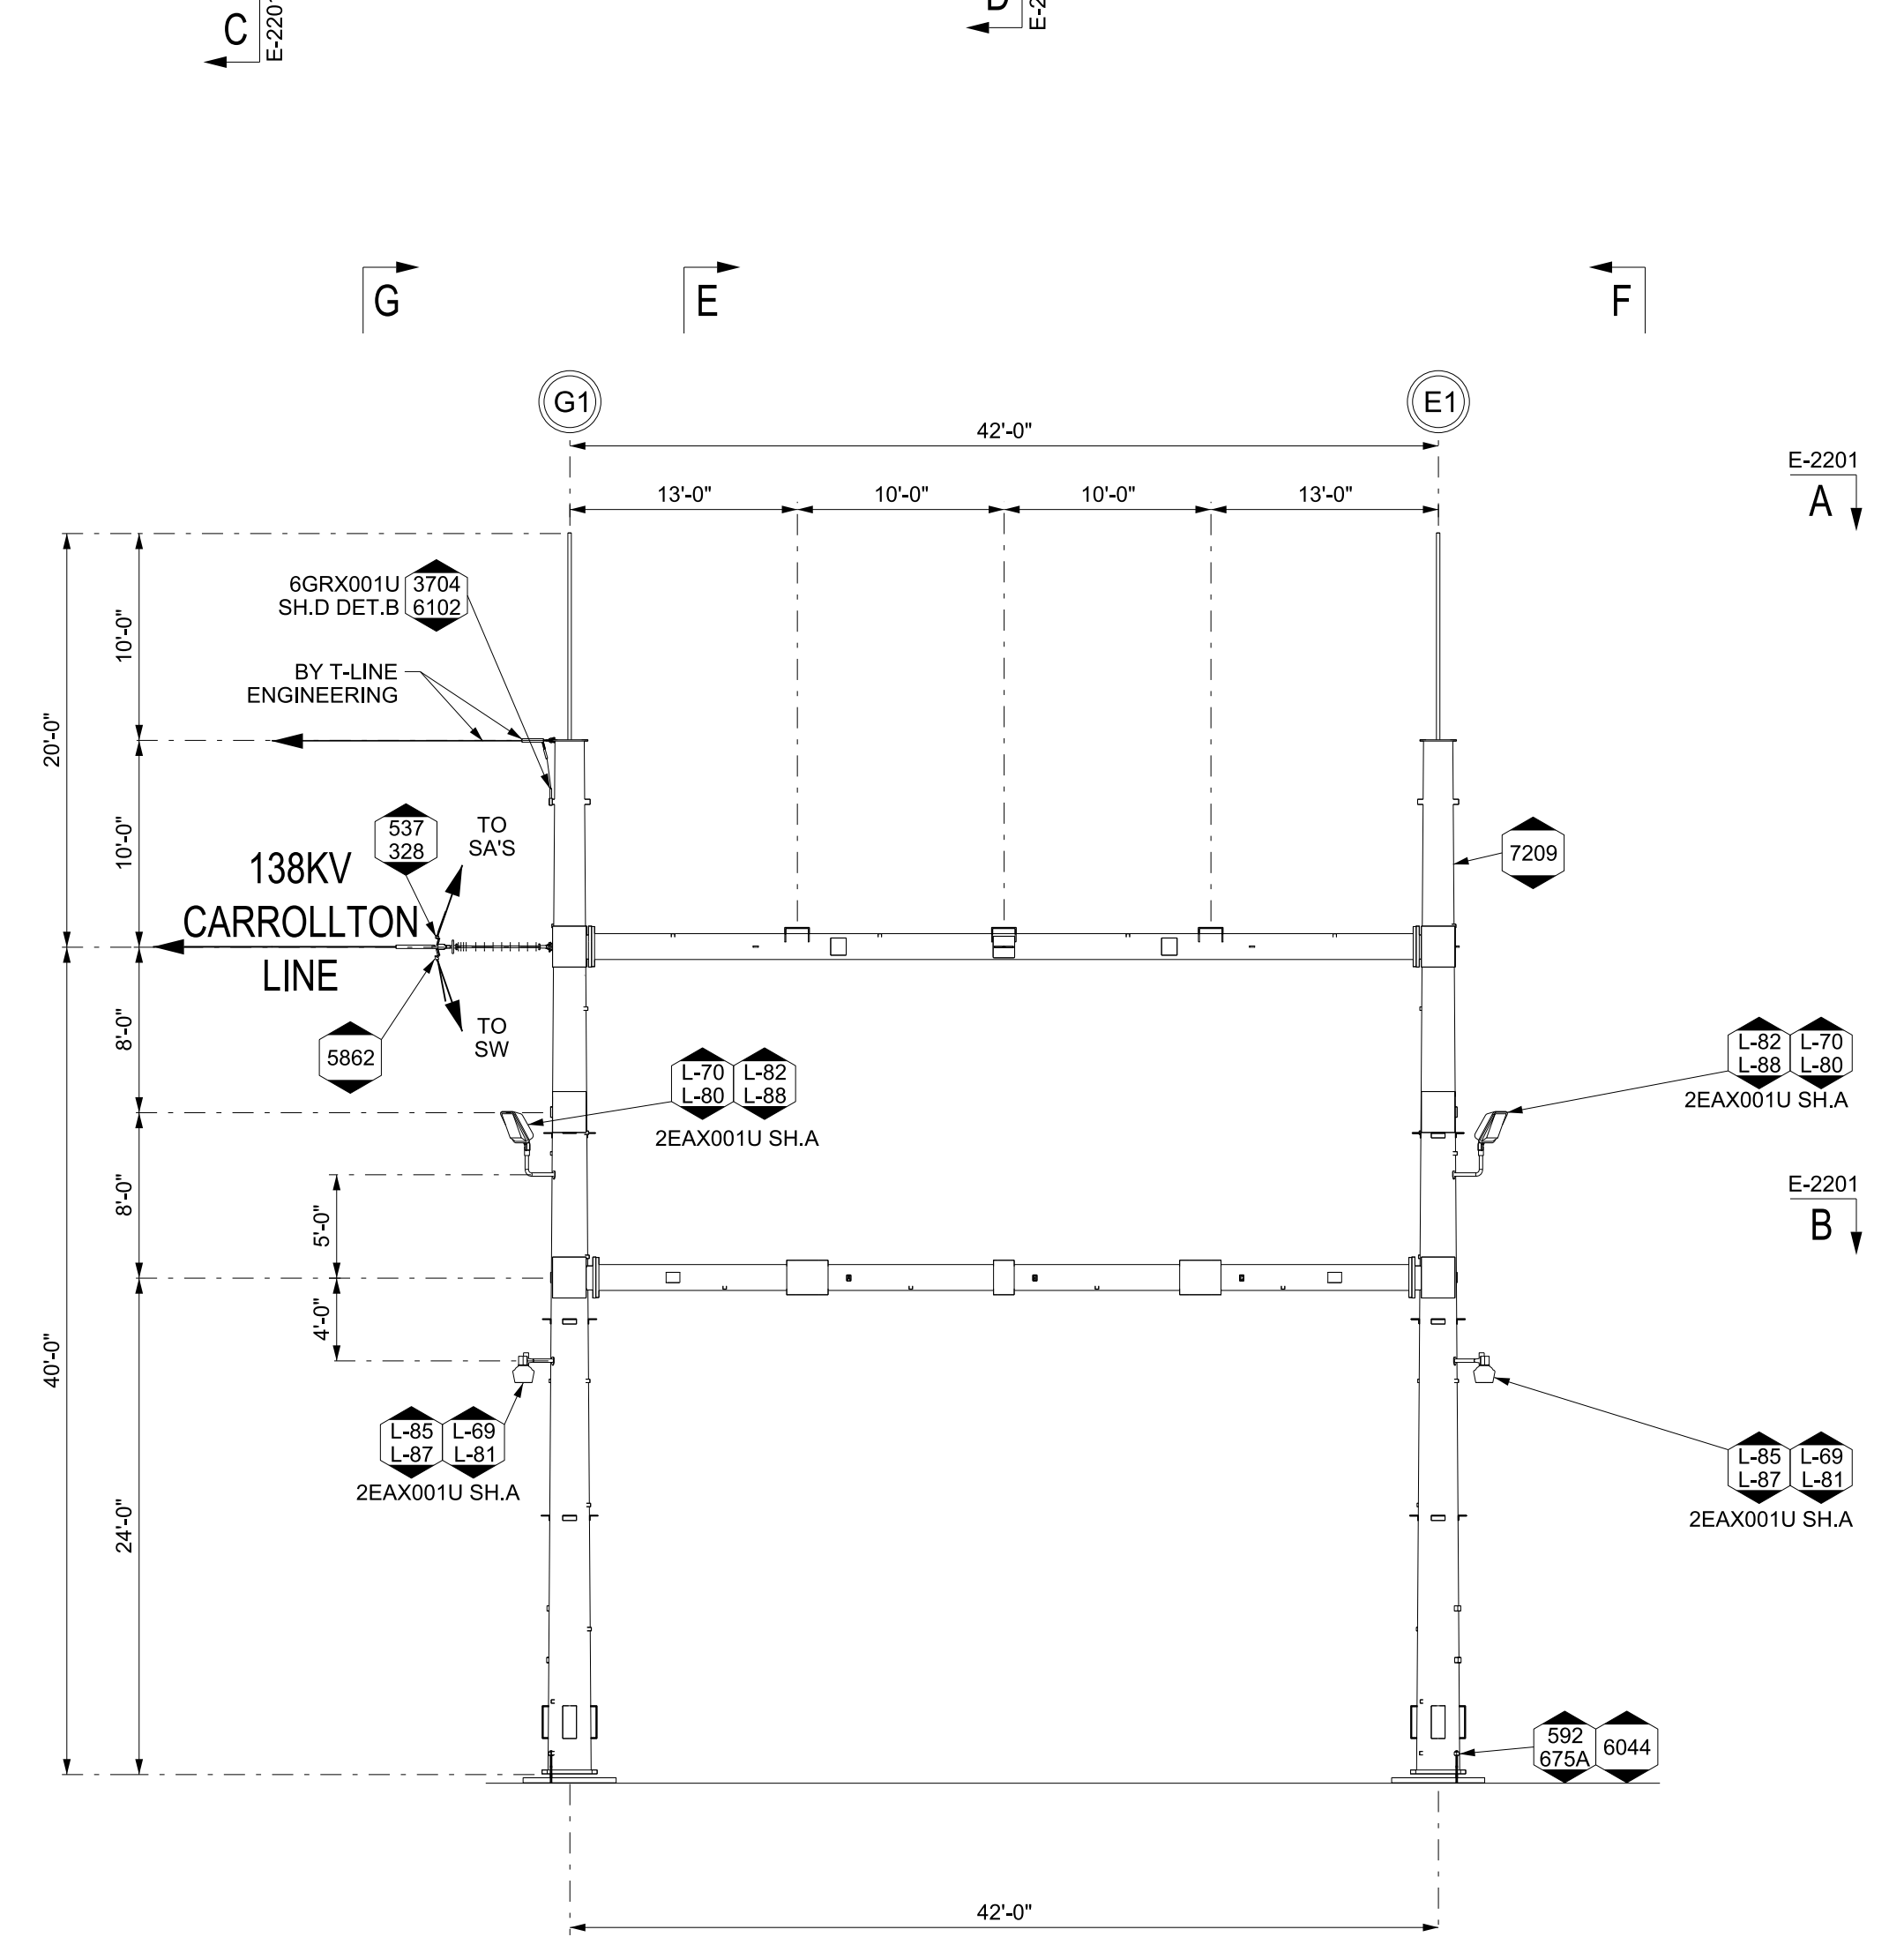 C
E-2201
D
G
E
F
G1
E1
42'-0"
E-2201
A
13'-0"
10'-0"
10'-0"
13'-0"
6GRX001U
SH.D DET.B
3704
6102
10'-0"
BY T-LINE
ENGINEERING
20'-0"
10'-0"
537
328
TO
SA'S
138KV
CARROLLTON
LINE
7209
8'-0"
5862
TO
SW
L-70
L-80
L-82
L-88
2EAX001U SH.A
L-82
L-88
L-70
L-80
2EAX001U SH.A
8'-0"
5'-0"
E-2201
B
4'-0"
40'-0"
L-85
L-87
L-69
L-81
2EAX001U SH.A
L-85
L-87
L-69
L-81
2EAX001U SH.A
24'-0"
592
675A
6044
42'-0"